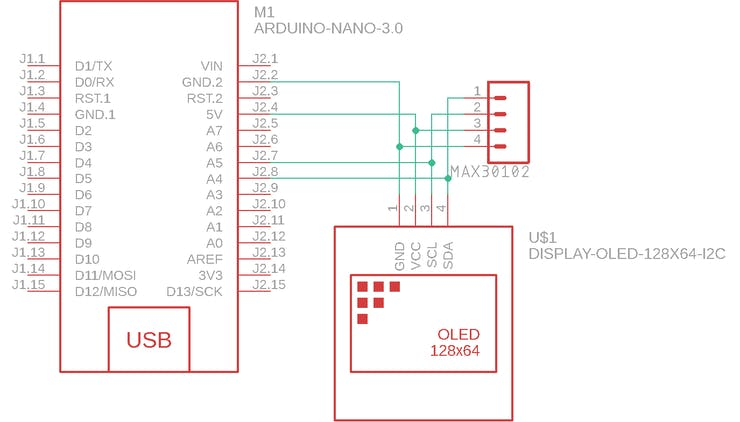 M1
ARDUINO-NANO-3.0
J1.1 D1/TX VIN J2.1
J1.2 D0/RX GND.2 J2.2
J1.3 RST.1 RST.2 J2.3
J1.4 GND.1 5V J2.4
J1.5 D2 A7 J2.5
J1.6 D3 A6 J2.6
J1.7 D4 A5 J2.7
J1.8 D5 A4 J2.8
J1.9 D6 A3 J2.9
J1.10 D7 A2 J2.10
J1.11 D8 A1 J2.11
J1.12 D9 A0 J2.12
J1.13 D10 AREF J2.13
J1.14 D11/MOSI 3V3 J2.14
J1.15 D12/MISO D13/SCK J2.15
USB
1
2
3
4
MAX30102
1 2 3 4
GND VCC SCL SDA
U$1
DISPLAY-OLED-128X64-I2C
OLED
128x64